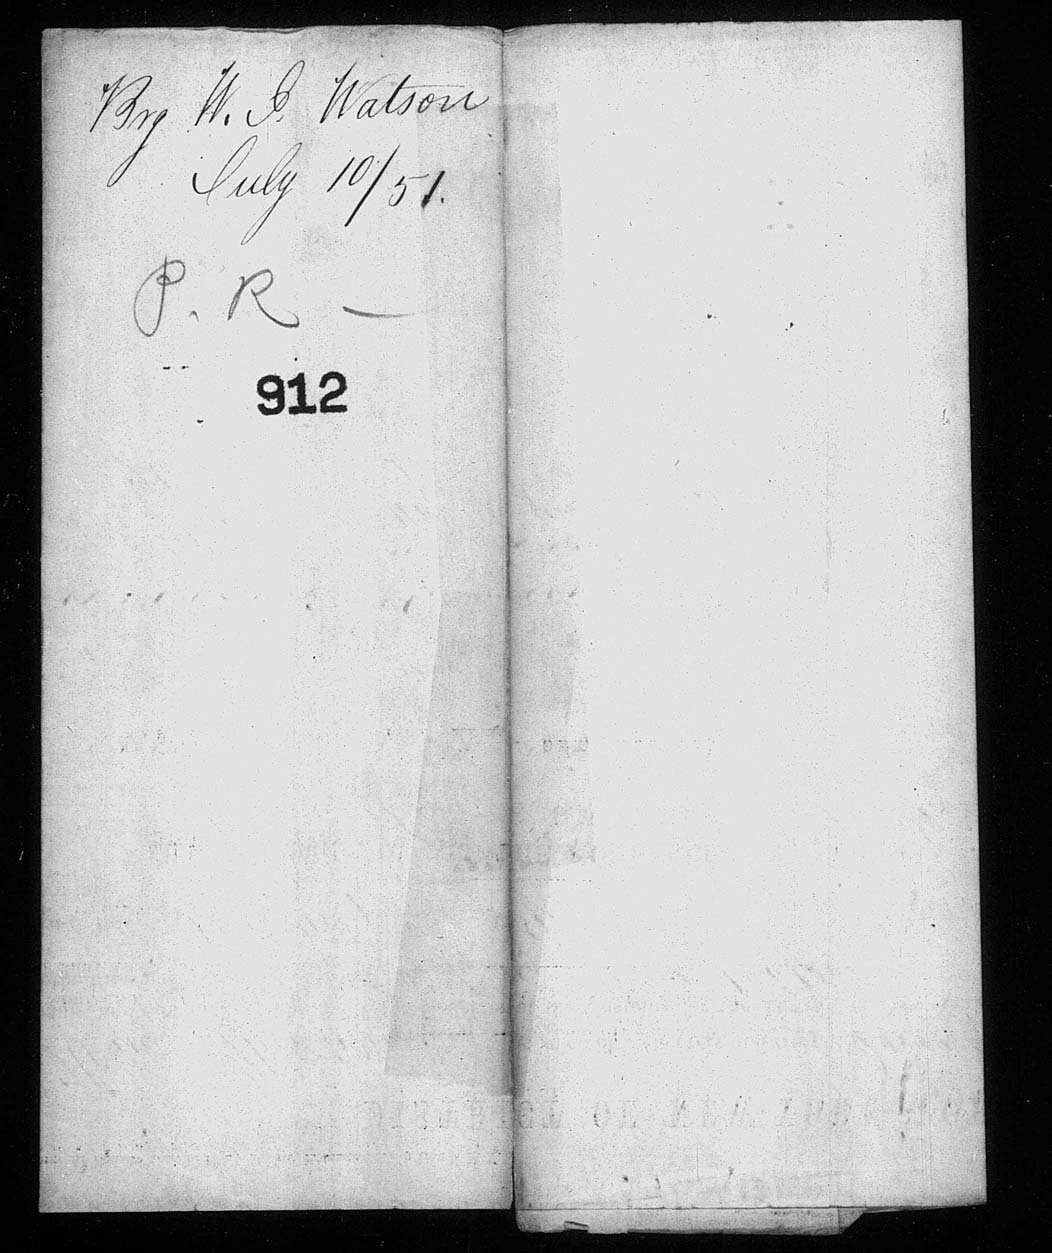 Brg W. I. Watson
July 10/51.
P. R —
912